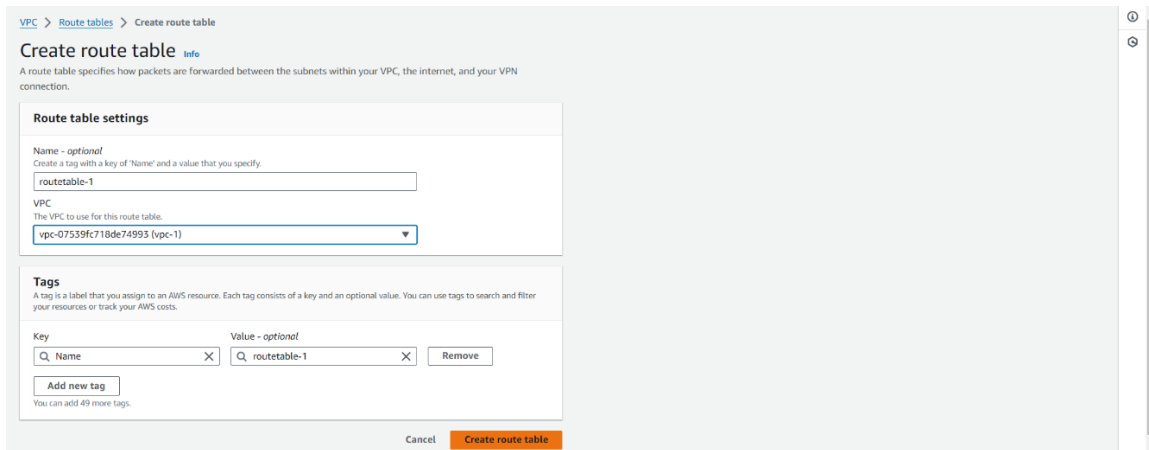 VPC > Route tables > Create route table
Create route table Info
A route table specifies how packets are forwarded between the subnets within your VPC, the internet, and your VPN
connection.
Route table settings
Name - optional
Create a tag with a key of 'Name' and a value that you specify.
routetable-1
VPC
The VPC to use for this route table.
vpc-07539fc718de74993 (vpc-1)
Tags
A tag is a label that you assign to an AWS resource. Each tag consists of a key and an optional value. You can use tags to search and filter
your resources or track your AWS costs.
Key Value - optional
Name routetable-1 Remove
Add new tag
You can add 49 more tags.
Cancel Create route table